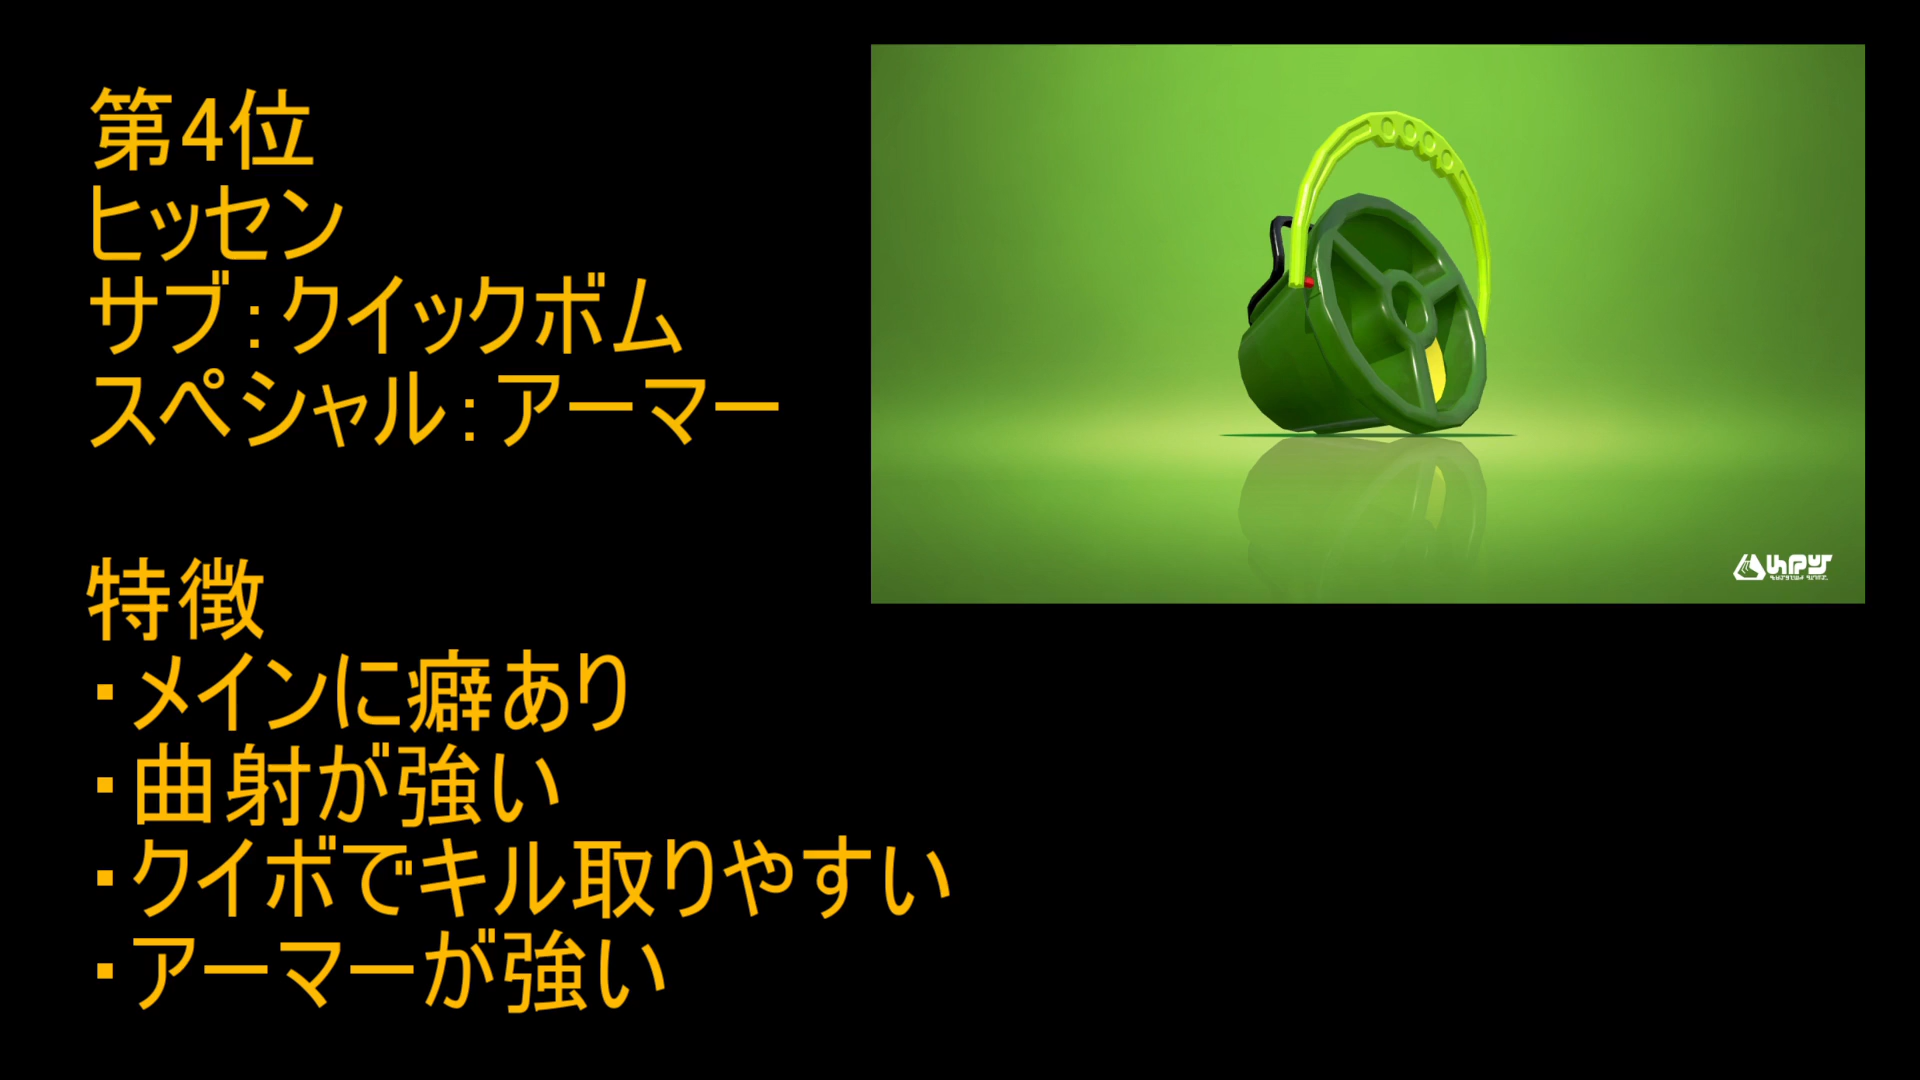 第4位
ヒッセン
サブ：クイックボム
スペシャル：アーマー
特徴
・メインに癖あり
・曲射が強い
・クイボでキル取りやすい
・アーマーが強い